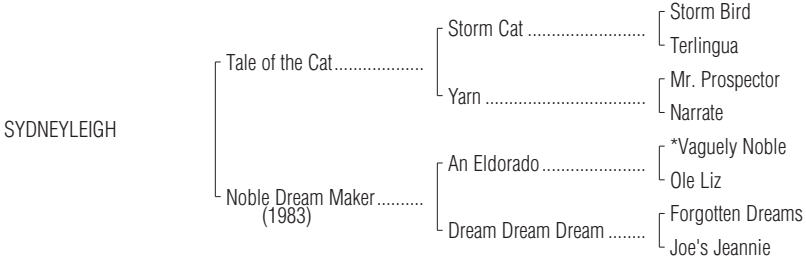 Storm Bird
Storm Cat ........................
Terlingua
Tale of the Cat...................
Mr. Prospector
Yarn .................................
Narrate
SYDNEYLEIGH
*Vaguely Noble
An Eldorado.....................
Ole Liz
Noble Dream Maker..........
(1983)
Forgotten Dreams
Dream Dream Dream ........
Joe's Jeannie